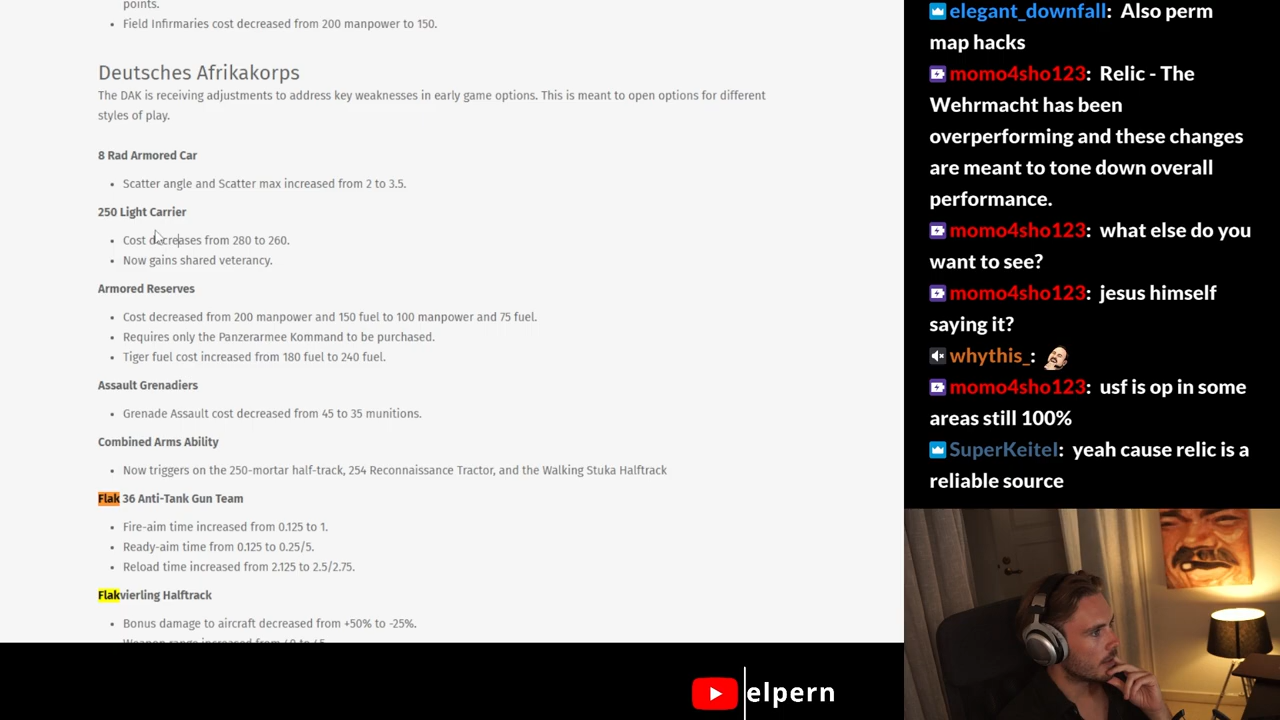 points.
• Field Infirmaries cost decreased from 200 manpower to 150.
Deutsches Afrikakorps
The DAK is receiving adjustments to address key weaknesses in early game options. This is meant to open options for different
styles of play.
8 Rad Armored Car
• Scatter angle and Scatter max increased from 2 to 3.5.
250 Light Carrier
• Cost decreases from 280 to 260.
• Now gains shared veterancy.
Armored Reserves
• Cost decreased from 200 manpower and 150 fuel to 100 manpower and 75 fuel.
• Requires only the Panzerarmee Kommand to be purchased.
• Tiger fuel cost increased from 180 fuel to 240 fuel.
Assault Grenadiers
• Grenade Assault cost decreased from 45 to 35 munitions.
Combined Arms Ability
• Now triggers on the 250-mortar half-track, 254 Reconnaissance Tractor, and the Walking Stuka Halftrack
Flak 36 Anti-Tank Gun Team
• Fire-aim time increased from 0.125 to 1.
• Ready-aim time from 0.125 to 0.25/5.
• Reload time increased from 2.125 to 2.5/2.75.
Flakvierling Halftrack
• Bonus damage to aircraft decreased from +50% to -25%.
elegant_downfall: Also perm
map hacks
momo4sho123: Relic - The
Wehrmacht has been
overperforming and these changes
are meant to tone down overall
performance.
momo4sho123: what else do you
want to see?
momo4sho123: jesus himself
saying it?
whythis_:
momo4sho123: usf is op in some
areas still 100%
SuperKeitel: yeah cause relic is a
reliable source
elpern